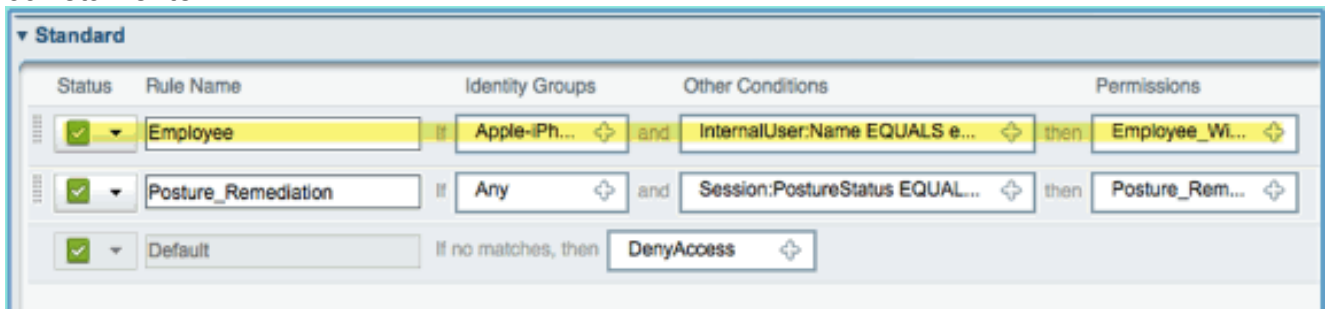 Standard
Status Rule Name Identity Groups Other Conditions Permissions
Employee If Apple-iPh... and InternalUser:Name EQUALS e... then Employee_Wi...
Posture_Remediation If Any and Session:PostureStatus EQUAL... then Posture_Rem...
Default If no matches, then DenyAccess